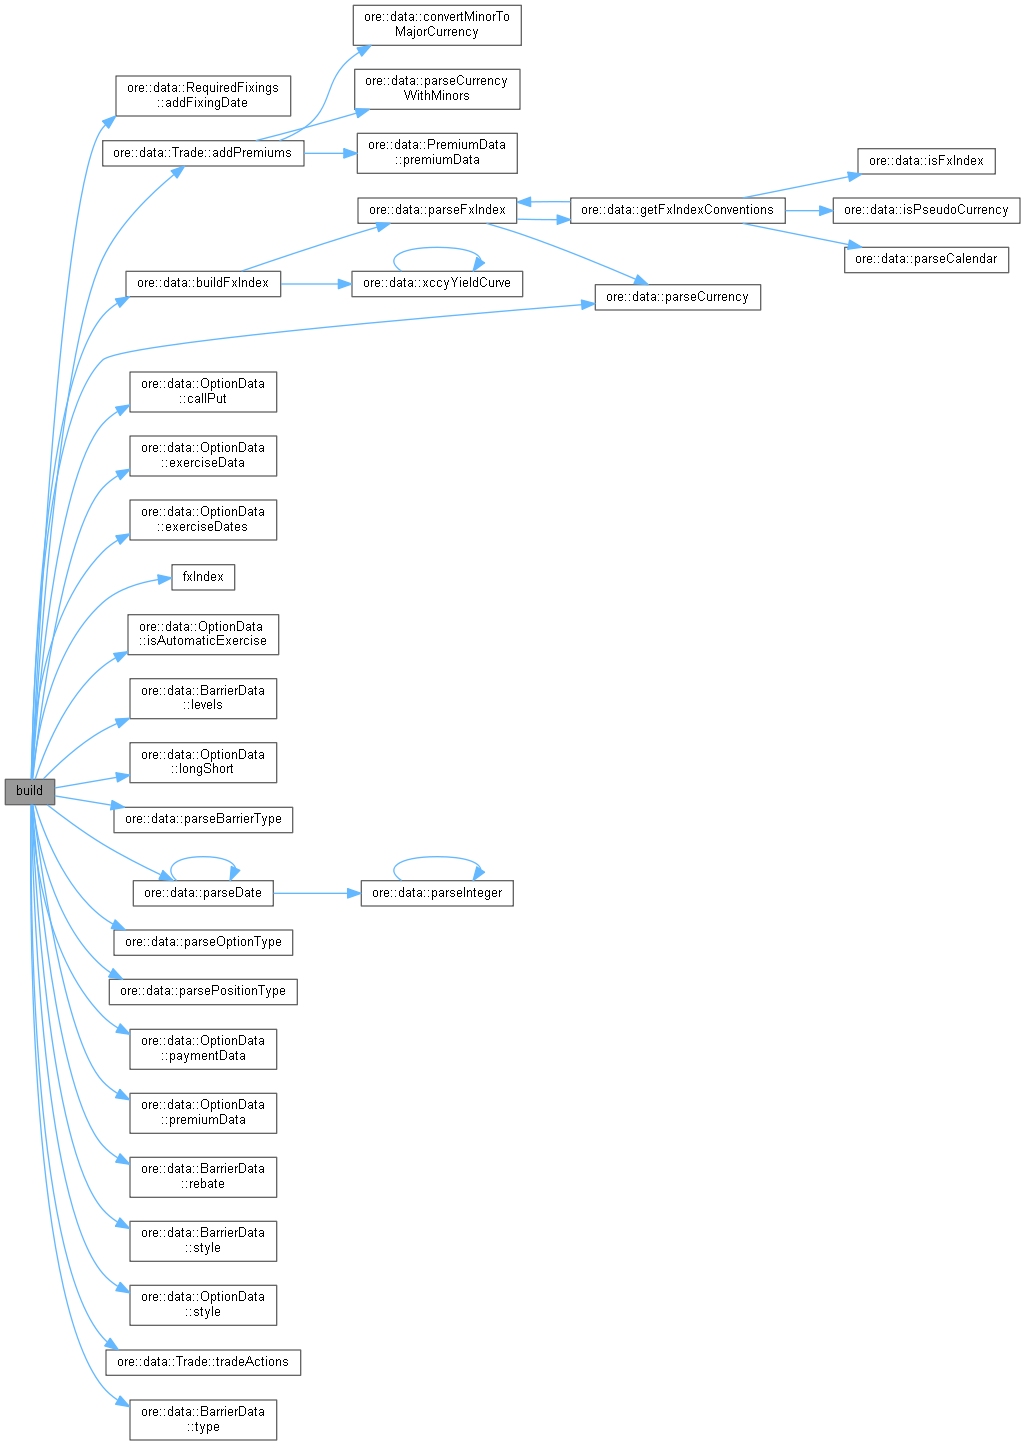 ore::data::convertMinorTo
MajorCurrency
ore::data::parseCurrency
WithMinors
ore::data::RequiredFixings
::addFixingDate
ore::data::Trade::addPremiums
ore::data::PremiumData
::premiumData
ore::data::isFxIndex
ore::data::parseFxIndex
ore::data::getFxIndexConventions
ore::data::isPseudoCurrency
ore::data::parseCalendar
ore::data::buildFxIndex
ore::data::xccyYieldCurve
ore::data::parseCurrency
ore::data::OptionData
::callPut
ore::data::OptionData
::exerciseData
ore::data::OptionData
::exerciseDates
fxIndex
ore::data::OptionData
::isAutomaticExercise
ore::data::BarrierData
::levels
ore::data::OptionData
::longShort
build
ore::data::parseBarrierType
ore::data::parseDate
ore::data::parseInteger
ore::data::parseOptionType
ore::data::parsePositionType
ore::data::OptionData
::paymentData
ore::data::OptionData
::premiumData
ore::data::BarrierData
::rebate
ore::data::BarrierData
::style
ore::data::OptionData
::style
ore::data::Trade::tradeActions
ore::data::BarrierData
::type